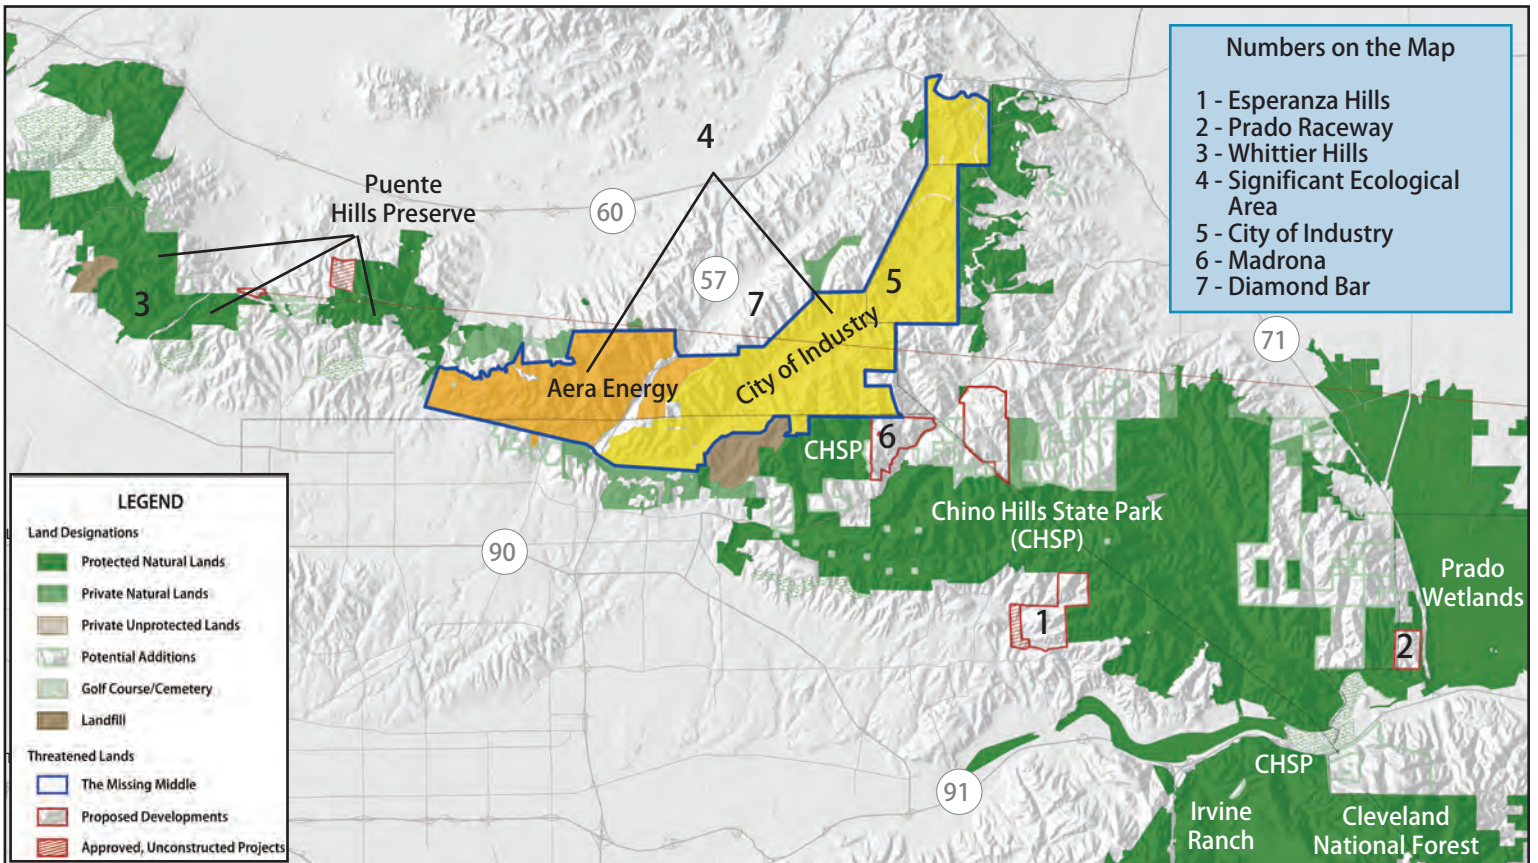 Numbers on the Map
1 - Esperanza Hills
2 - Prado Raceway
3 - Whittier Hills
4 - Significant Ecological
Area
5 - City of Industry
6 - Madrona
7 - Diamond Bar
4
Puente
Hills Preserve
60
57
7
5
3
71
City of Industry
Aera Energy
CHSP
6
Chino Hills State Park
(CHSP)
90
Prado
Wetlands
1
2
CHSP
91
Irvine
Ranch
Cleveland
National Forest
LEGEND
Land Designations
Protected Natural Lands
Private Natural Lands
Private Unprotected Lands
Potential Additions
Golf Course/Cemetery
Landfill
Threatened Lands
The Missing Middle
Proposed Developments
Approved, Unconstructed Projects